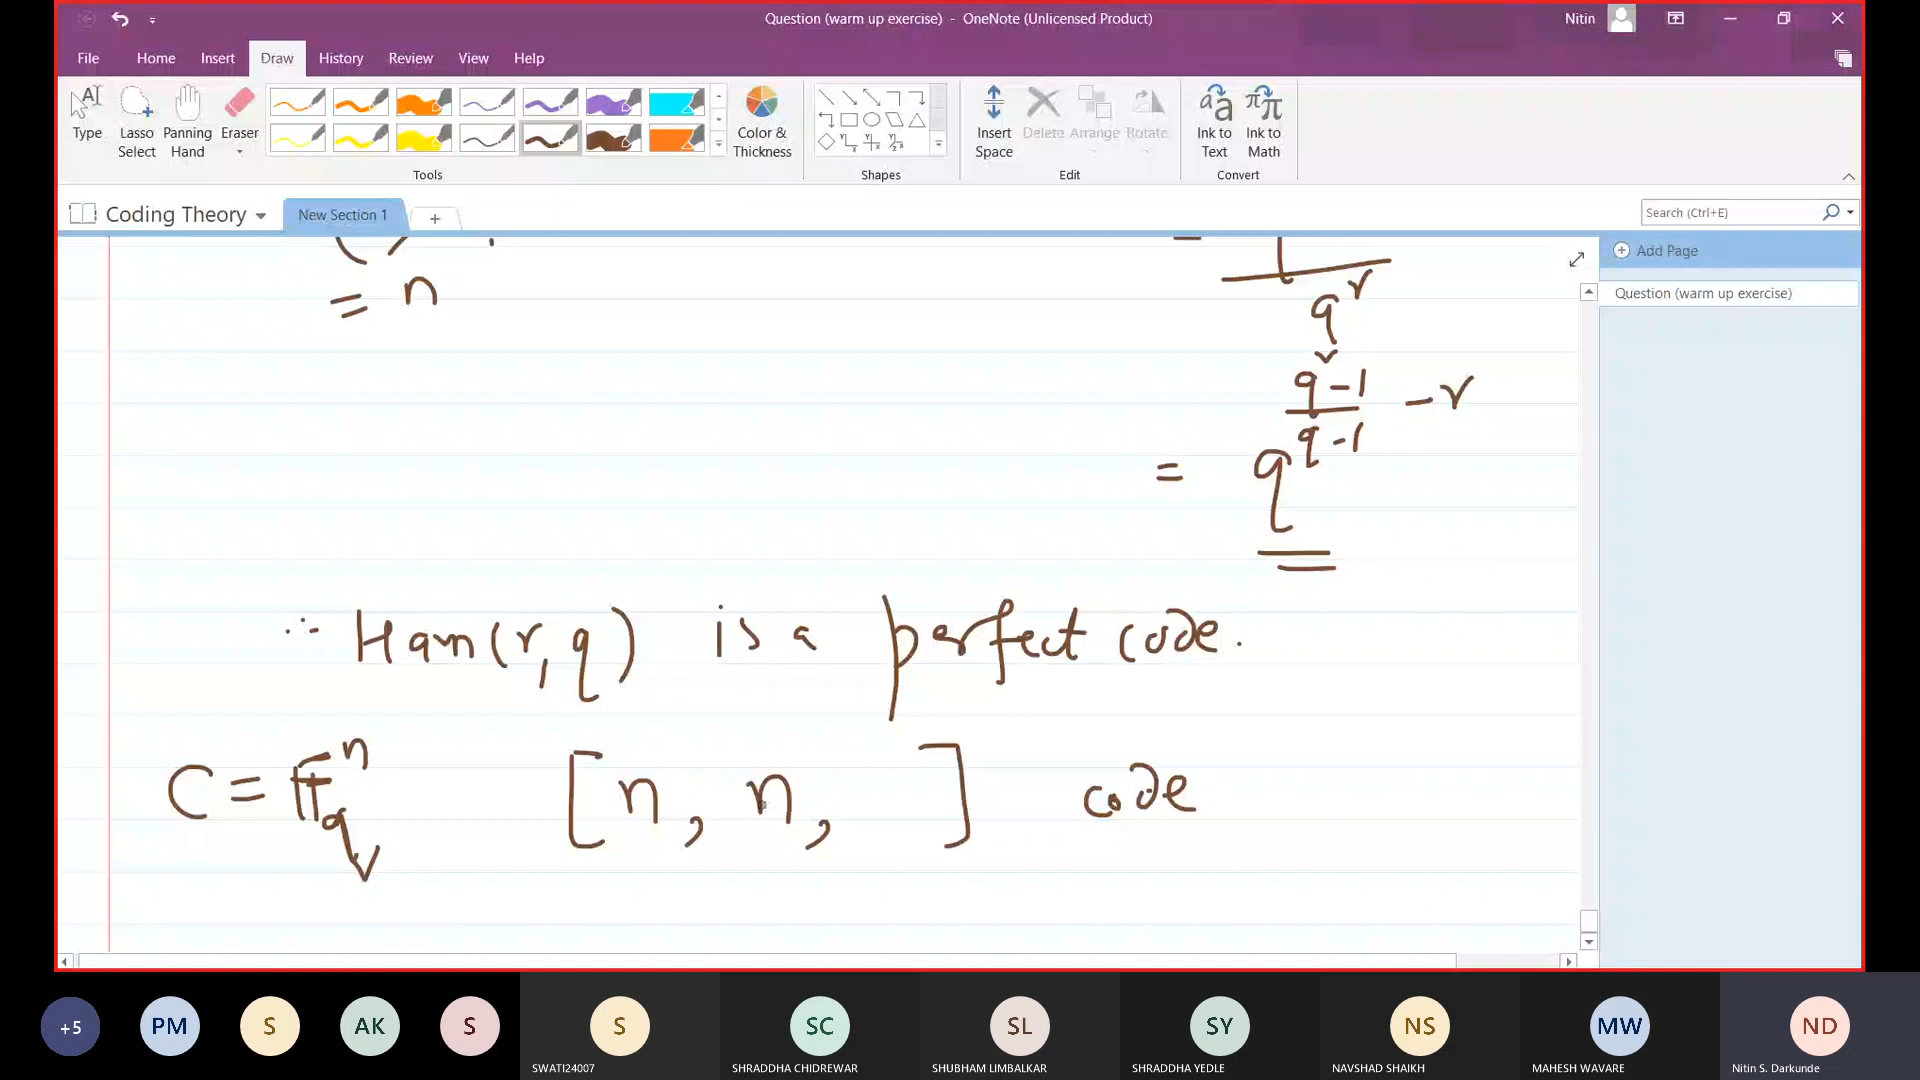 Question (warm up exercise) - OneNote (Unlicensed Product)
Nitin
File Home Insert Draw History Review View Help
Type
Lasso Select
Panning Hand
Eraser
Color & Thickness
Insert Space
Delete
Arrange
Rotate
Ink to Text
Ink to Math
Tools
Shapes
Edit
Convert
Coding Theory
New Section 1
Search (Ctrl+E)
Add Page
Question (warm up exercise)
= n
q^r
= q^((q^r-1)/(q-1) - r)
∴ Ham(r,q) is a perfect code.
C = F_q^n [n, n, ] code
+5
PM
S
AK
S
S
SC
SL
SY
NS
MW
ND
SWATI24007
SHRADDHA CHIDREWAR
SHUBHAM LIMBALKAR
SHRADDHA YEDLE
NAVSHAD SHAIKH
MAHESH WAVARE
Nitin S. Darkunde